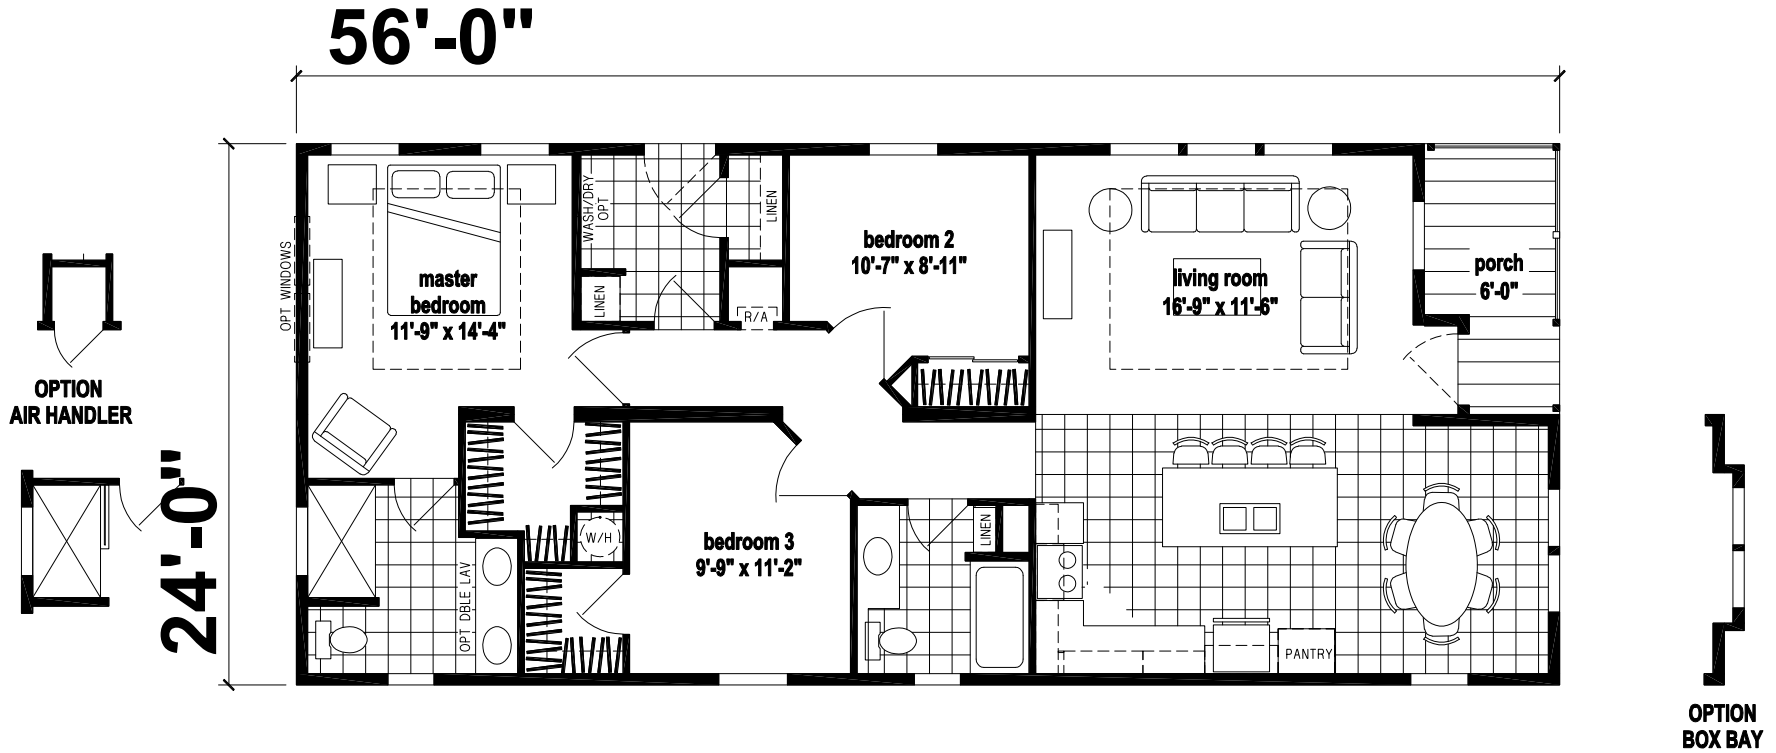 56'-0"
24'-0"
OPT WINDOWS
master
bedroom
11'-9" x 14'-4"
WASH/DRY
OPT
LINEN
LINEN
R/A
bedroom 2
10'-7" x 8'-11"
living room
16'-9" x 11'-6"
porch
6'-0"
OPTION
AIR HANDLER
W/H
OPT DBLE LAV
bedroom 3
9'-9" x 11'-2"
LINEN
PANTRY
OPTION
BOX BAY